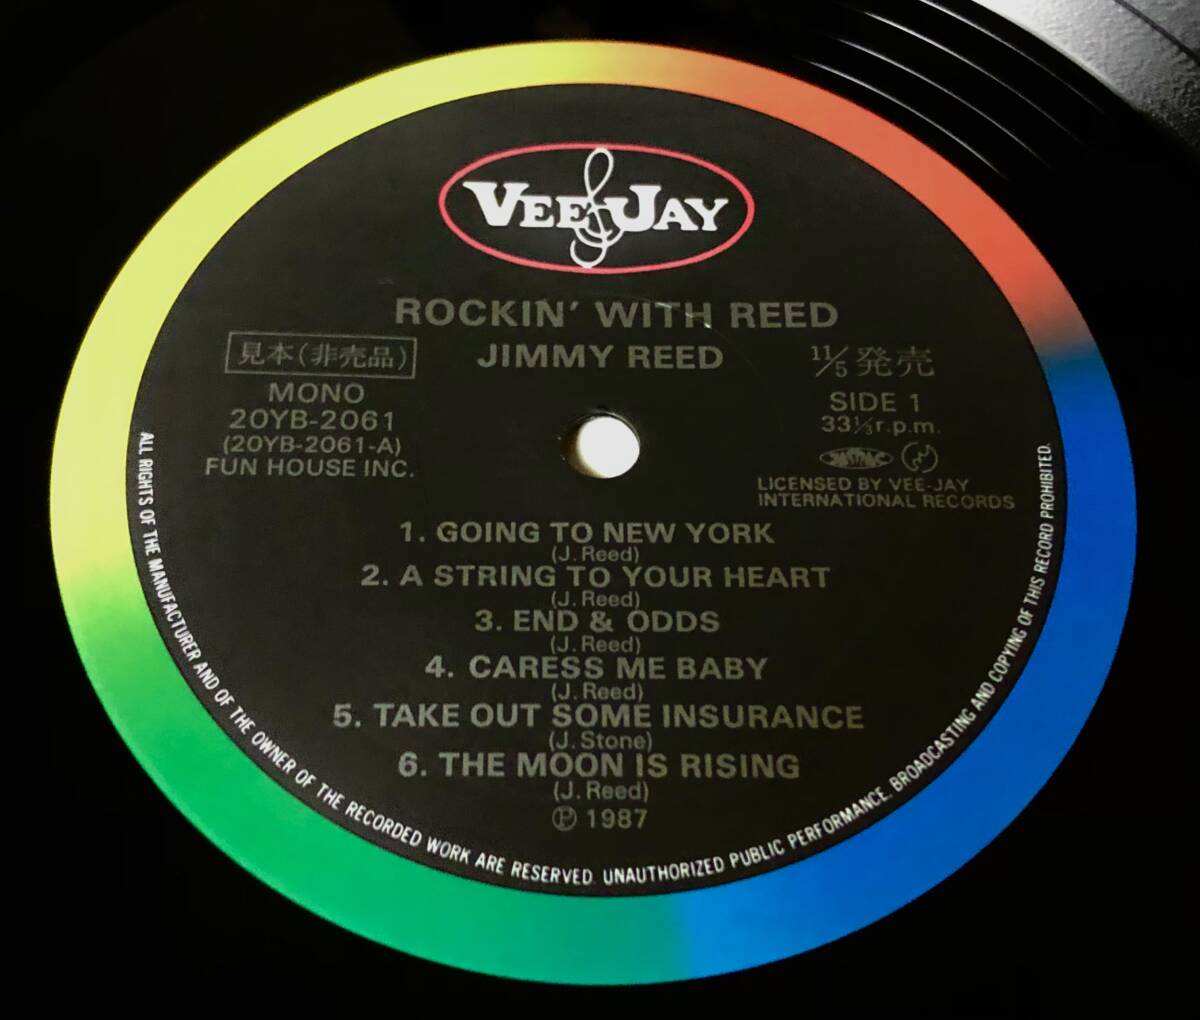 VEE JAY
ROCKIN' WITH REED
見本(非売品)
JIMMY REED
11/5 発売
MONO
20YB-2061
(20YB-2061-A)
FUN HOUSE INC.
SIDE 1
33⅓r.p.m.
LICENSED BY VEE-JAY
INTERNATIONAL RECORDS
1. GOING TO NEW YORK
(J. Reed)
2. A STRING TO YOUR HEART
(J. Reed)
3. END & ODDS
(J. Reed)
4. CARESS ME BABY
(J. Reed)
5. TAKE OUT SOME INSURANCE
(J. Stone)
6. THE MOON IS RISING
(J. Reed)
Ⓟ 1987
ALL RIGHTS OF THE MANUFACTURER AND OF THE OWNER OF THE RECORDED WORK ARE RESERVED. UNAUTHORIZED PUBLIC PERFORMANCE, BROADCASTING AND COPYING OF THIS RECORD PROHIBITED.